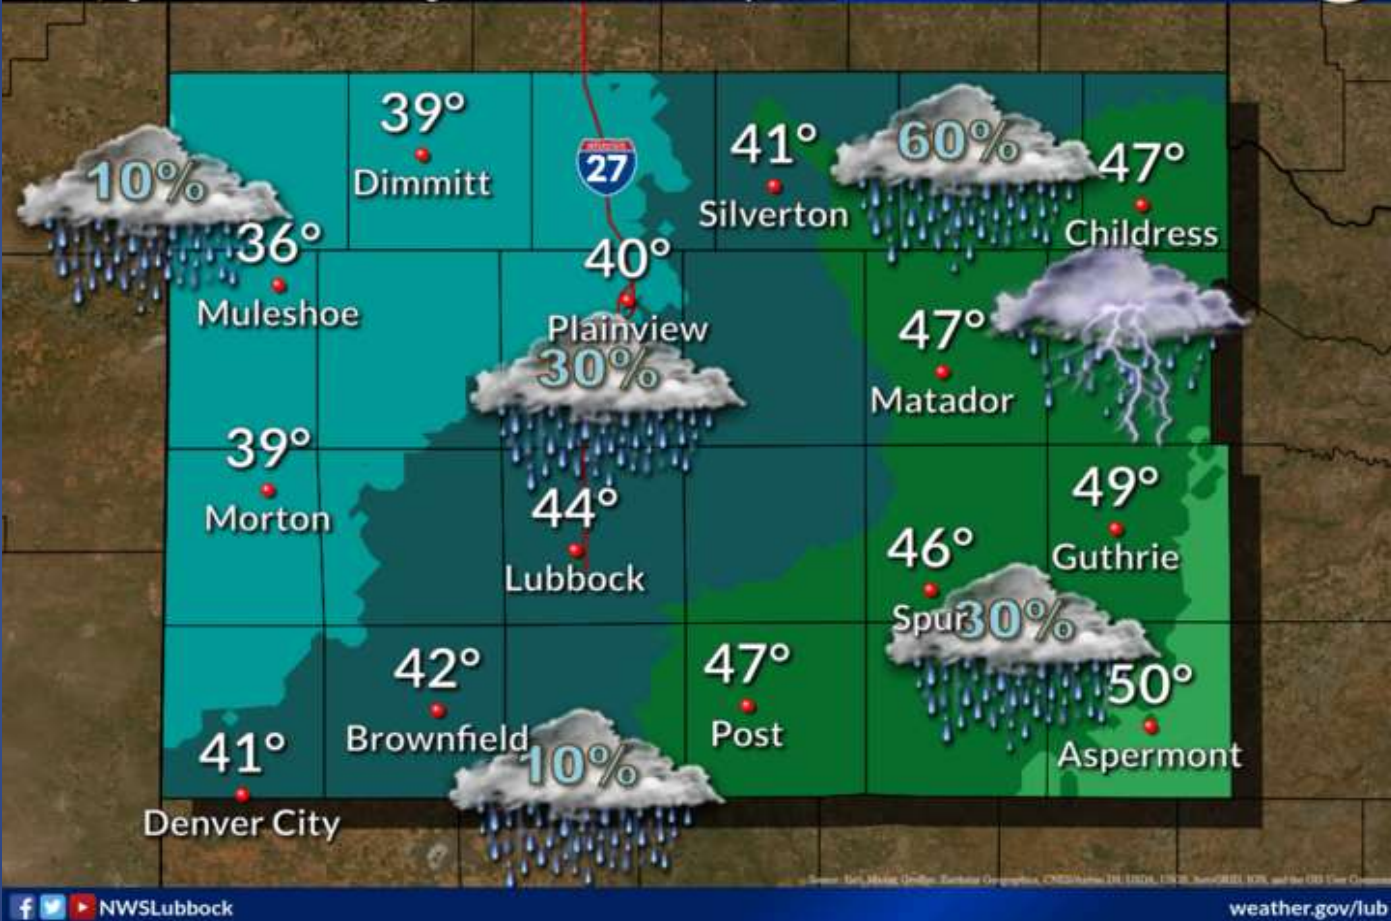 39°
Dimmitt
INTERSTATE
27
41°
Silverton
60%
47°
Childress
10%
36°
Muleshoe
40°
Plainview
30%
47°
Matador
39°
Morton
44°
Lubbock
49°
Guthrie
46°
Spur
30%
42°
Brownfield
47°
Post
50°
Aspermont
41°
Denver City
10%
NWSLubbock
weather.gov/lub